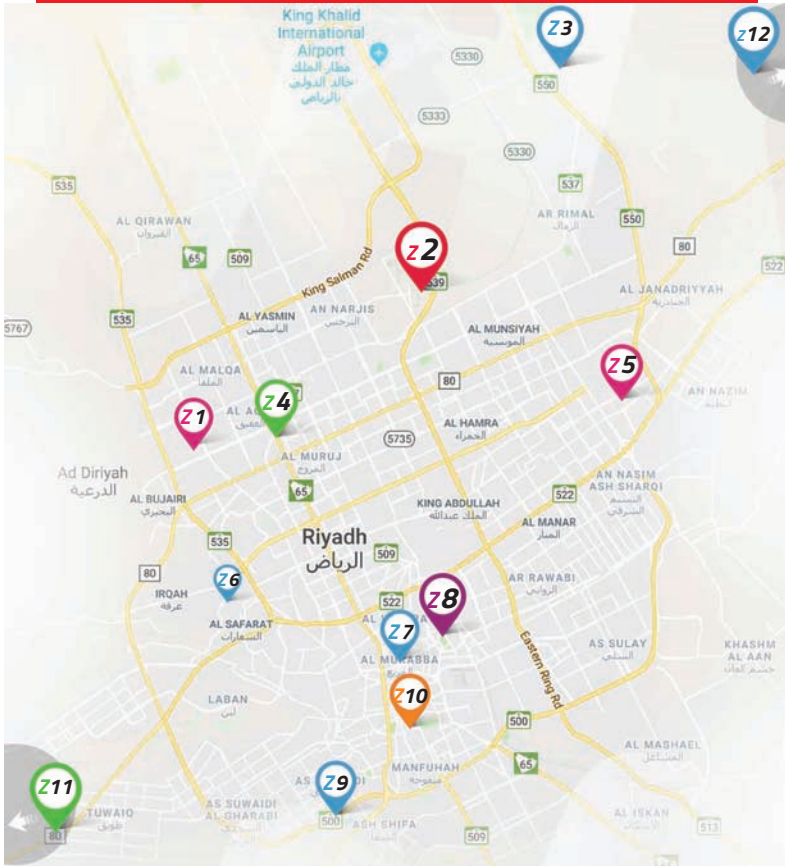 King Khalid
International
Airport
مطار الملك
خالد الدولي
بالرياض
Z3
Z12
5330
550
5333
5330
535
537
AL QIRAWAN
القيروان
AR RIMAL
الرمال
550
65
509
Z2
80
King Salman Rd
539
522
AL JANADRIYYAH
الجنادرية
AN NARJIS
النرجس
AL YASMIN
الياسمين
535
5767
AL MUNSIYAH
المونسية
AL MALQA
الملقا
Z5
80
AN NAZIM
Z4
Z1
العقيق
AL HAMRA
الحمراء
5735
AL MURUJ
المروج
Ad Diriyah
الدرعية
AN NASIM
ASH SHARQI
النسيم
الشرقي
AL BUJAIRI
البجيري
65
522
KING ABDULLAH
الملك عبدالله
AL MANAR
المنار
Riyadh
الرياض
535
509
80
Z6
AR RAWABI
الروابي
IRQAH
عرقة
522
Z8
AL SAFARAT
السفارات
Z7
AS SULAY
السلي
KHASHM
AL AAN
خشم العان
AL MURABBA
المربع
Eastern Ring Rd
Z10
LABAN
لبن
500
AL MASHAEL
المشاعل
MANFUHAH
منفوحة
65
Z11
Z9
TUWAIQ
طويق
80
AS SUWAIDI
AL GHARABI
السويدي
الغربي
500
ASH SHIFA
الشفا
509
AL ISKAN
الإسكان
513